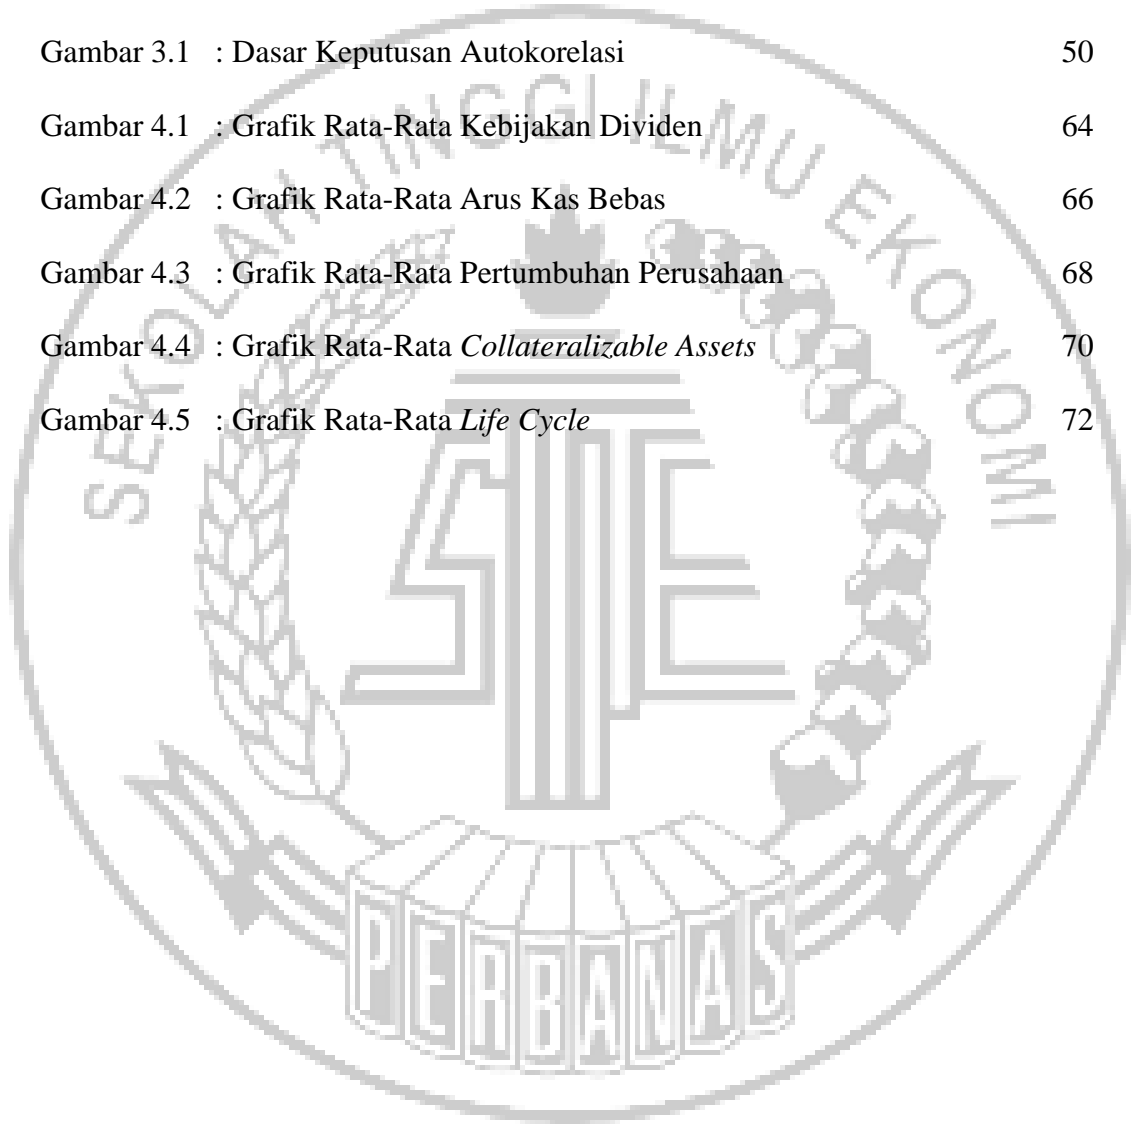 Gambar 3.1 : Dasar Keputusan Autokorelasi 50
Gambar 4.1 : Grafik Rata-Rata Kebijakan Dividen 64
Gambar 4.2 : Grafik Rata-Rata Arus Kas Bebas 66
Gambar 4.3 : Grafik Rata-Rata Pertumbuhan Perusahaan 68
Gambar 4.4 : Grafik Rata-Rata Collateralizable Assets 70
Gambar 4.5 : Grafik Rata-Rata Life Cycle 72
SEKOLAH TINGGI ILMU EKONOMI
STIE
PERBANAS